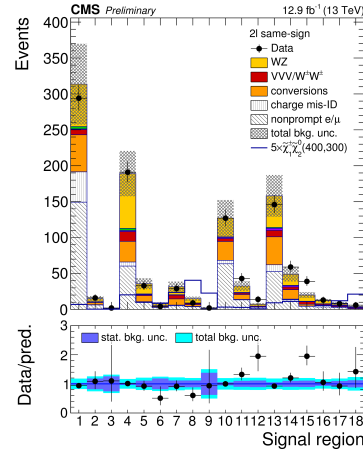 CMS Preliminary 12.9 fb⁻¹ (13 TeV)
Events
400
350
300
250
200
150
100
50
0
2l same-sign
Data
WZ
VVV/W±W±
conversions
charge mis-ID
nonprompt e/μ
total bkg. unc.
5×χ̃₁±χ̃₂⁰(400,300)
Data/pred.
3
2
1
0
stat. bkg. unc. total bkg. unc.
1 2 3 4 5 6 7 8 9 10 11 12 13 14 15 16 17 18
Signal region